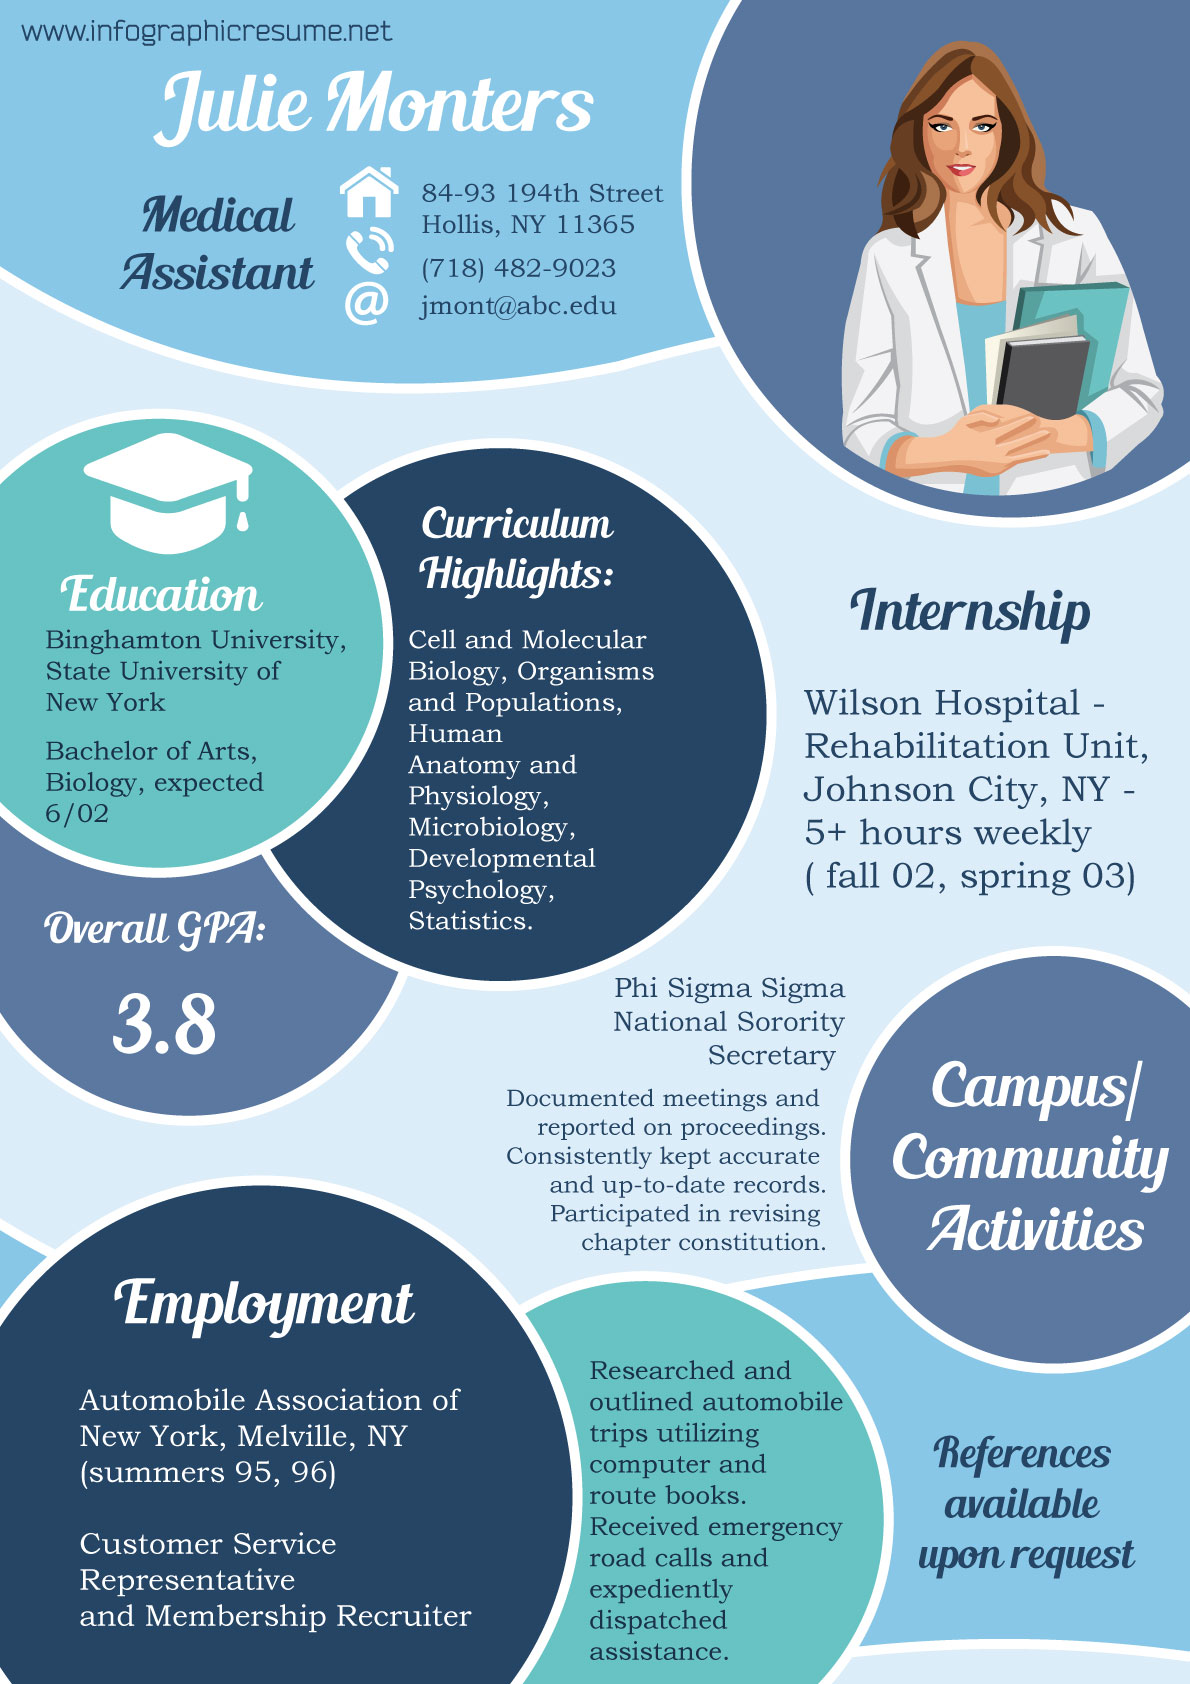 www.infographicresume.net
Julie Monters
Medical
Assistant
84-93 194th Street
Hollis, NY 11365
(718) 482-9023
@
jmont@abc.edu
Education
Binghamton University,
State University of
New York
Bachelor of Arts,
Biology, expected
6/02
Curriculum
Highlights:
Cell and Molecular
Biology, Organisms
and Populations,
Human
Anatomy and
Physiology,
Microbiology,
Developmental
Psychology,
Statistics.
Internship
Wilson Hospital -
Rehabilitation Unit,
Johnson City, NY -
5+ hours weekly
( fall 02, spring 03)
Overall GPA:
3.8
Phi Sigma Sigma
National Sorority
Secretary
Documented meetings and
reported on proceedings.
Consistently kept accurate
and up-to-date records.
Participated in revising
chapter constitution.
Campus/
Community
Activities
Employment
Automobile Association of
New York, Melville, NY
(summers 95, 96)
Customer Service
Representative
and Membership Recruiter
Researched and
outlined automobile
trips utilizing
computer and
route books.
Received emergency
road calls and
expediently
dispatched
assistance.
References
available
upon request